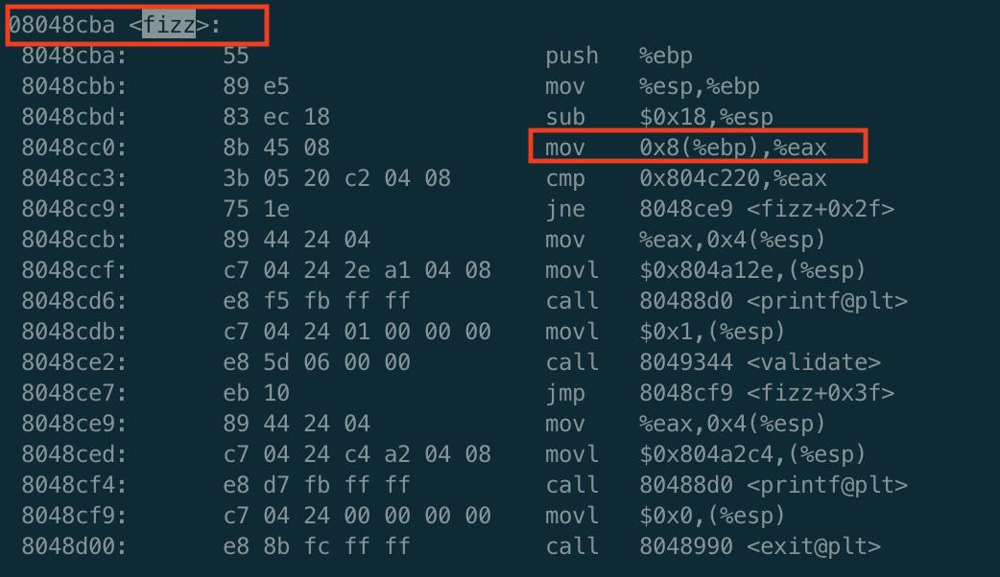 08048cba <fizz>:
8048cba: 55 push %ebp
8048cbb: 89 e5 mov %esp,%ebp
8048cbd: 83 ec 18 sub $0x18,%esp
8048cc0: 8b 45 08 mov 0x8(%ebp),%eax
8048cc3: 3b 05 20 c2 04 08 cmp 0x804c220,%eax
8048cc9: 75 1e jne 8048ce9 <fizz+0x2f>
8048ccb: 89 44 24 04 mov %eax,0x4(%esp)
8048ccf: c7 04 24 2e a1 04 08 movl $0x804a12e,(%esp)
8048cd6: e8 f5 fb ff ff call 80488d0 <printf@plt>
8048cdb: c7 04 24 01 00 00 00 movl $0x1,(%esp)
8048ce2: e8 5d 06 00 00 call 8049344 <validate>
8048ce7: eb 10 jmp 8048cf9 <fizz+0x3f>
8048ce9: 89 44 24 04 mov %eax,0x4(%esp)
8048ced: c7 04 24 c4 a2 04 08 movl $0x804a2c4,(%esp)
8048cf4: e8 d7 fb ff ff call 80488d0 <printf@plt>
8048cf9: c7 04 24 00 00 00 00 movl $0x0,(%esp)
8048d00: e8 8b fc ff ff call 8048990 <exit@plt>